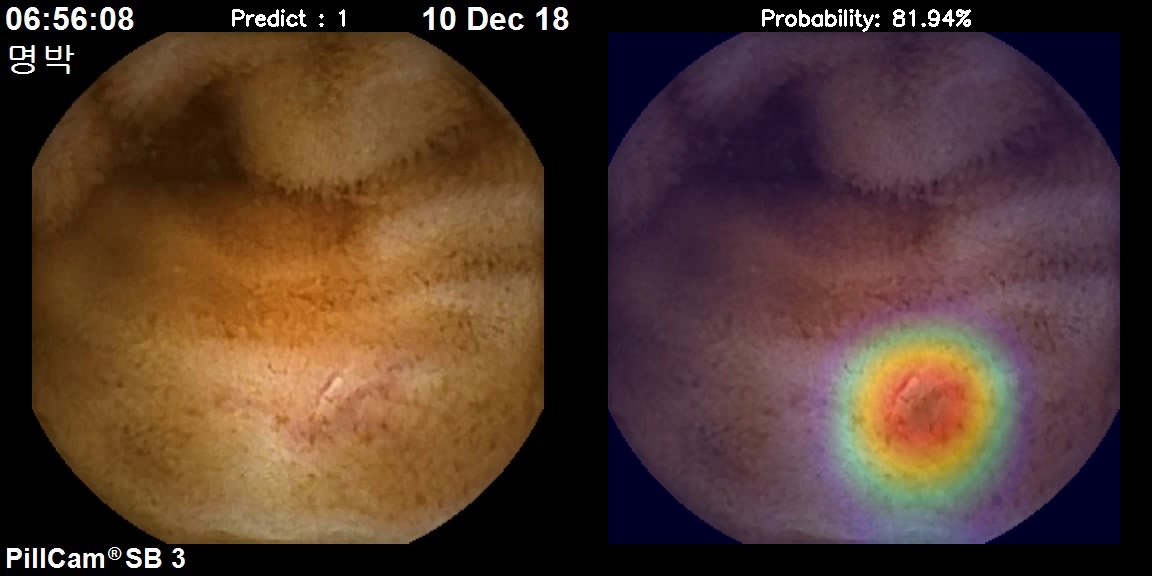 06:56:08 Predict : 1 10 Dec 18 Probability: 81.94%
명박
PillCam® SB 3